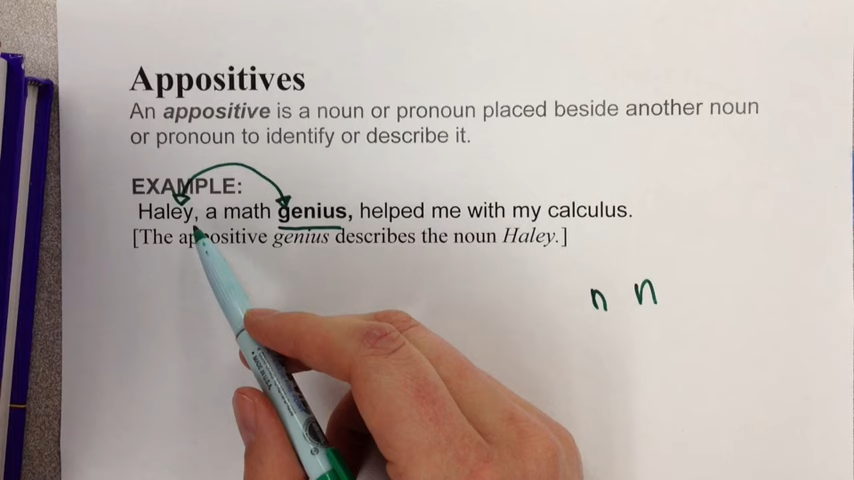 Appositives
An appositive is a noun or pronoun placed beside another noun
or pronoun to identify or describe it.
EXAMPLE:
Haley, a math genius, helped me with my calculus.
[The appositive genius describes the noun Haley.]
n n